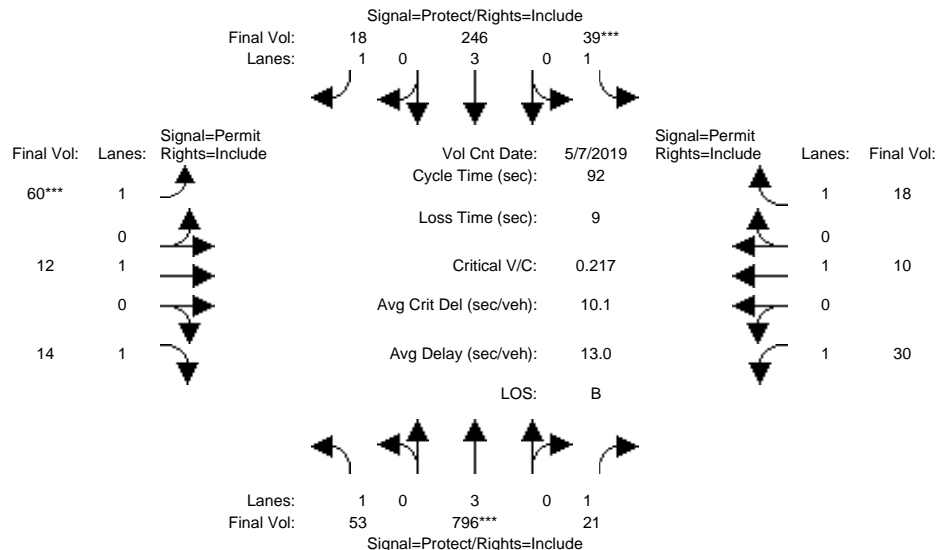 Signal=Protect/Rights=Include
Final Vol: 18 246 39***
Lanes: 1 0 3 0 1
Signal=Permit
Final Vol: Lanes: Rights=Include
Vol Cnt Date: 5/7/2019
Signal=Permit
Rights=Include Lanes: Final Vol:
Cycle Time (sec): 92
60*** 1
1 18
Loss Time (sec): 9
0
0
12 1
Critical V/C: 0.217
1 10
0
Avg Crit Del (sec/veh): 10.1
0
14 1
Avg Delay (sec/veh): 13.0
1 30
LOS: B
Lanes: 1 0 3 0 1
Final Vol: 53 796*** 21
Signal=Protect/Rights=Include